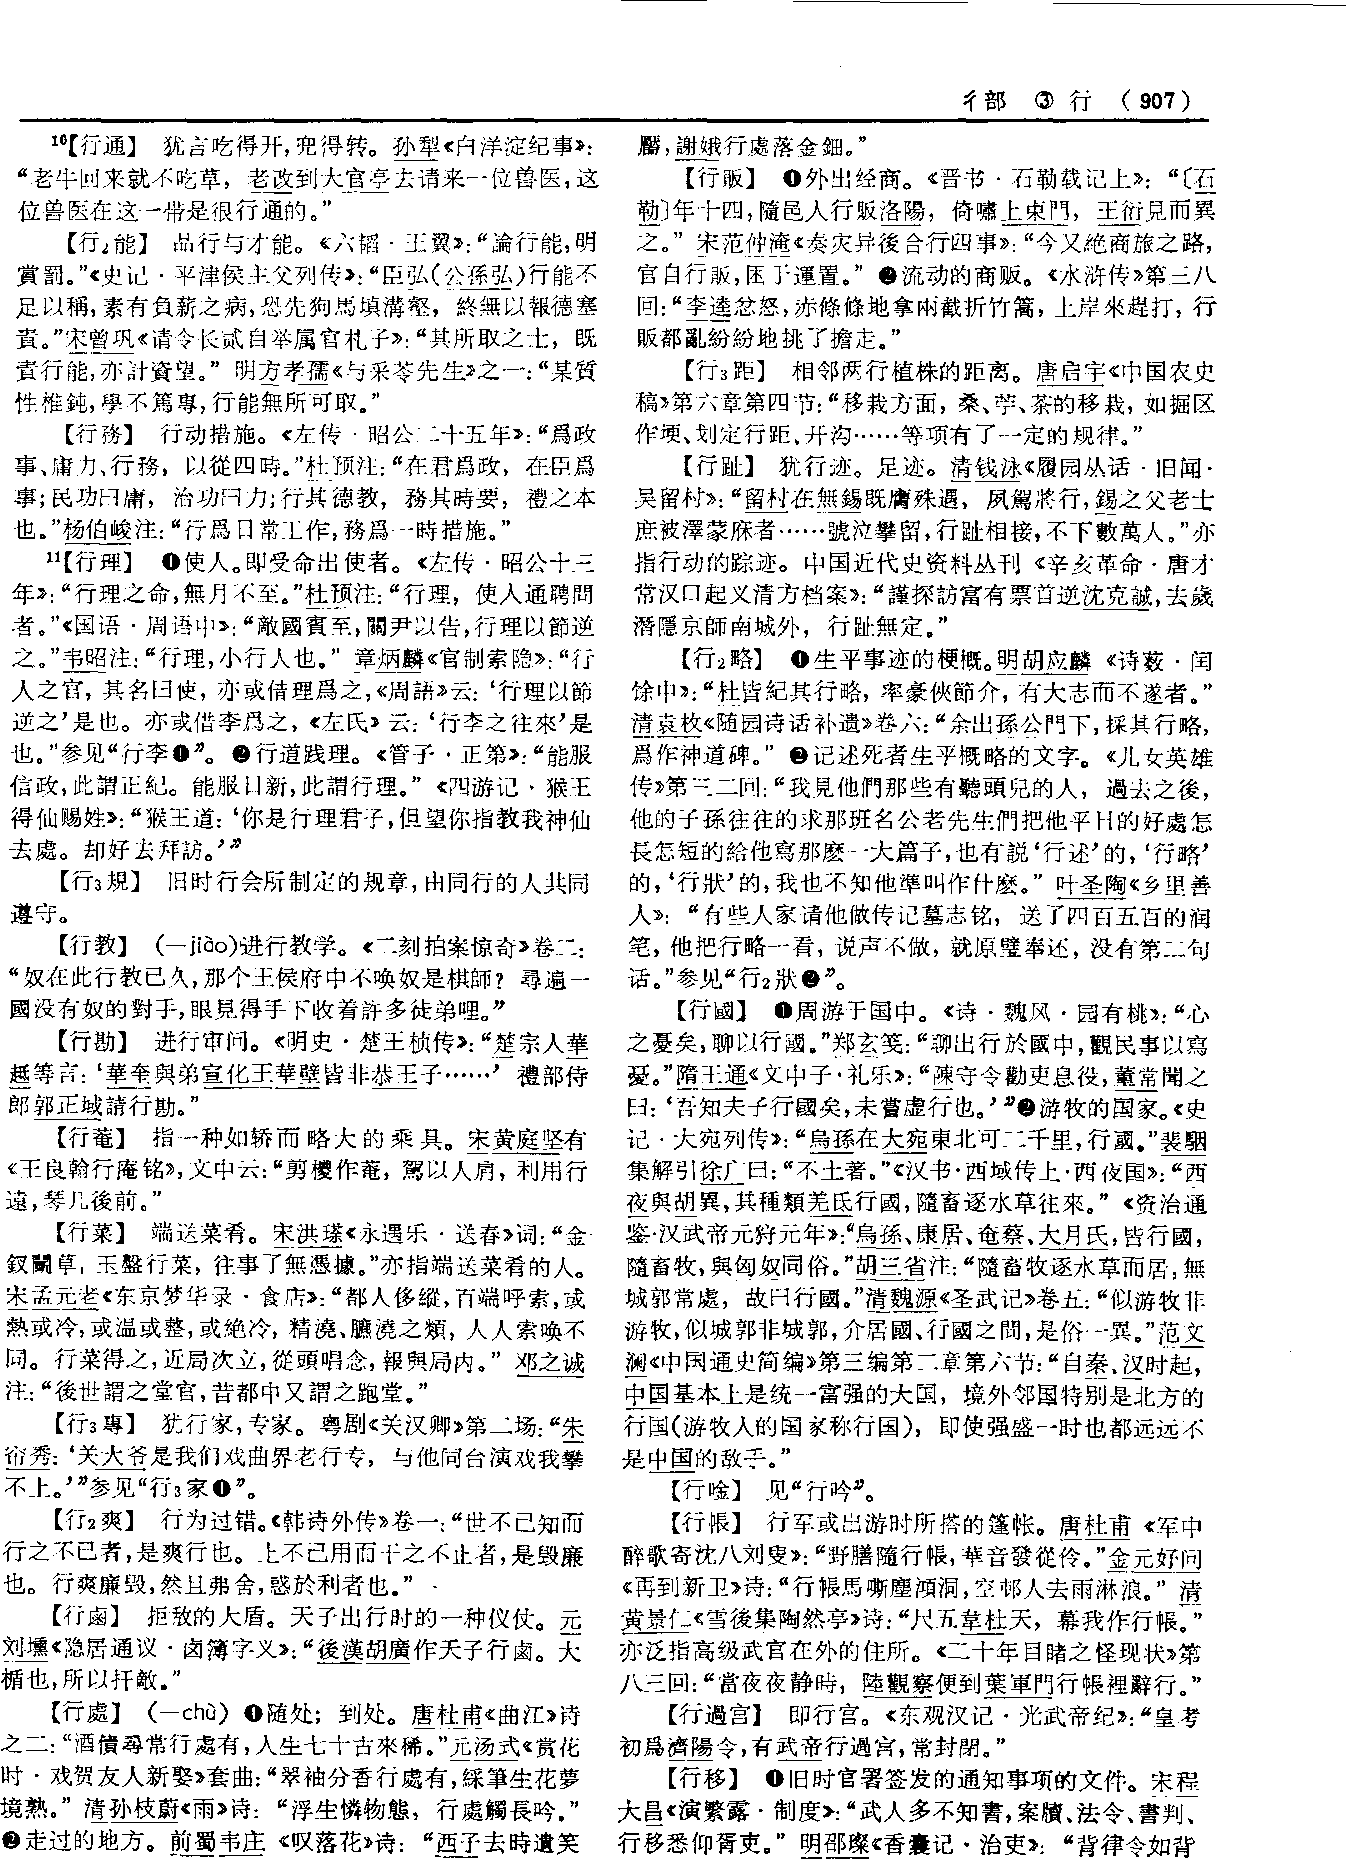 彳部 ③ 行 (907)
¹⁰【行通】 犹言吃得开，兜得转。孙犁《白洋淀纪事》：
“老牛回来就不吃草，老改到大官亭去请来一位兽医，这
位兽医在这一带是很行通的。”
【行₂能】 品行与才能。《六韬·王翼》：“論行能，明
賞罰。”《史记·平津侯主父列传》：“臣弘(公孫弘)行能不
足以稱，素有負薪之病，恐先狗馬填溝壑，終無以報德塞
責。”宋曾巩《请令长贰自举属官札子》：“其所取之士，既
責行能，亦計資望。”明方孝孺《与采苓先生》之一：“某質
性椎鈍，學不篤專，行能無所可取。”
【行務】 行动措施。《左传·昭公二十五年》：“爲政
事、庸力、行務，以從四時。”杜预注：“在君爲政，在臣爲
事；民功曰庸，治功曰力；行其德教，務其時要，禮之本
也。”杨伯峻注：“行爲日常工作，務爲一時措施。”
¹¹【行理】 ❶使人。即受命出使者。《左传·昭公十三
年》：“行理之命，無月不至。”杜预注：“行理，使人通聘問
者。”《国语·周语中》：“敵國賓至，關尹以告，行理以節逆
之。”韦昭注：“行理，小行人也。”章炳麟《官制索隐》：“行
人之官，其名曰使，亦或借理爲之，《周語》云：‘行理以節
逆之’是也。亦或借李爲之，《左氏》云：‘行李之往來’是
也。”参见“行李❶”。❷行道践理。《管子·正第》：“能服
信政，此謂正紀。能服日新，此謂行理。”《四游记·猴王
得仙赐姓》：“猴王道：‘你是行理君子，但望你指教我神仙
去處。却好去拜訪。’”
【行₃規】 旧时行会所制定的规章，由同行的人共同
遵守。
【行教】 (—jiào)进行教学。《二刻拍案惊奇》卷二：
“奴在此行教已久，那个王侯府中不唤奴是棋師？尋遍一
國没有奴的對手，眼見得手下收着許多徒弟哩。”
【行勘】 进行审问。《明史·楚王桢传》：“楚宗人華
趆等言：‘華奎與弟宣化王華壁皆非恭王子……’禮部侍
郎郭正域請行勘。”
【行菴】 指一种如轿而略大的乘具。宋黄庭坚有
《王良翰行庵铭》，文中云：“剪椶作菴，駕以人肩，利用行
遠，琴几後前。”
【行菜】 端送菜肴。宋洪瑹《永遇乐·送春》词：“金
釵鬭草，玉盤行菜，往事了無憑據。”亦指端送菜肴的人。
宋孟元老《东京梦华录·食店》：“都人侈縱，百端呼索，或
熱或冷，或温或整，或絶冷，精澆、臕澆之類，人人索唤不
同。行菜得之，近局次立，從頭唱念，報與局内。”邓之诚
注：“後世謂之堂官，昔都中又謂之跑堂。”
【行₃專】 犹行家，专家。粤剧《关汉卿》第二场：“朱
帘秀：‘关大爷是我们戏曲界老行专，与他同台演戏我攀
不上。’”参见“行₃家❶”。
【行₂爽】 行为过错。《韩诗外传》卷一：“世不己知而
行之不已者，是爽行也。上不己用而干之不止者，是毁廉
也。行爽廉毁，然且弗舍，惑於利者也。”
【行鹵】 拒敌的大盾。天子出行时的一种仪仗。元
刘壎《隐居通议·卤簿字义》：“後漢胡廣作天子行鹵。大
楯也，所以扞敵。”
【行處】 (—chù) ❶随处；到处。唐杜甫《曲江》诗
之二：“酒債尋常行處有，人生七十古來稀。”元汤式《赏花
时·戏贺友人新娶》套曲：“翠袖分香行處有，綵筆生花夢
境熟。”清孙枝蔚《雨》诗：“浮生憐物態，行處觸長吟。”
❷走过的地方。前蜀韦庄《叹落花》诗：“西子去時遺笑
靨，謝娥行處落金鈿。”
【行販】 ❶外出经商。《晋书·石勒载记上》：“〔石
勒〕年十四，隨邑人行販洛陽，倚嘯上東門，王衍見而異
之。”宋范仲淹《奏灾异後合行四事》：“今又絶商旅之路，
官自行販，困于運置。”❷流动的商贩。《水浒传》第三八
回：“李逵忿怒，赤條條地拿兩截折竹篙，上岸來趕打，行
販都亂紛紛地挑了擔走。”
【行₃距】 相邻两行植株的距离。唐启宇《中国农史
稿》第六章第四节：“移栽方面，桑、苧、茶的移栽，如掘区
作埂、划定行距、开沟……等项有了一定的规律。”
【行趾】 犹行迹。足迹。清钱泳《履园丛话·旧闻·
吴留村》：“留村在無錫既膺殊遇，夙駕将行，錫之父老士
庶被澤蒙庥者……號泣攀留，行趾相接，不下數萬人。”亦
指行动的踪迹。中国近代史资料丛刊《辛亥革命·唐才
常汉口起义清方档案》：“謹探訪富有票首逆沈克誠，去歲
潛隱京師南城外，行趾無定。”
【行₂略】 ❶生平事迹的梗概。明胡应麟《诗薮·闰
馀中》：“杜皆紀其行略，率豪俠節介，有大志而不遂者。”
清袁枚《随园诗话补遗》卷六：“余出孫公門下，採其行略，
爲作神道碑。”❷记述死者生平概略的文字。《儿女英雄
传》第三二回：“我見他們那些有聽頭兒的人，過去之後，
他的子孫往往的求那班名公老先生們把他平日的好處怎
長怎短的給他寫那麽一大篇子，也有説‘行述’的，‘行略’
的，‘行狀’的，我也不知他準叫作什麽。”叶圣陶《乡里善
人》：“有些人家请他做传记墓志铭，送了四百五百的润
笔，他把行略一看，说声不做，就原璧奉还，没有第二句
话。”参见“行₂狀❷”。
【行國】 ❶周游于国中。《诗·魏风·园有桃》：“心
之憂矣，聊以行國。”郑玄笺：“聊出行於國中，觀民事以寫
憂。”隋王通《文中子·礼乐》：“陳守令勸吏息役，董常聞之
曰：‘吾知夫子行國矣，未嘗虚行也。’”❷游牧的国家。《史
记·大宛列传》：“烏孫在大宛東北可二千里，行國。”裴駰
集解引徐广曰：“不土著。”《汉书·西域传上·西夜国》：“西
夜與胡異，其種類羌氐行國，隨畜逐水草往來。”《资治通
鉴·汉武帝元狩元年》：“烏孫、康居、奄蔡、大月氏，皆行國，
隨畜牧，與匈奴同俗。”胡三省注：“隨畜牧逐水草而居，無
城郭常處，故曰行國。”清魏源《圣武记》卷五：“似游牧非
游牧，似城郭非城郭，介居國、行國之間，是俗一異。”范文
澜《中国通史简编》第三编第二章第六节：“自秦、汉时起，
中国基本上是统一富强的大国，境外邻国特别是北方的
行国(游牧人的国家称行国)，即使强盛一时也都远远不
是中国的敌手。”
【行唫】 见“行吟”。
【行帳】 行军或出游时所搭的篷帐。唐杜甫《军中
醉歌寄沈八刘叟》：“野膳隨行帳，華音發從伶。”金元好问
《再到新卫》诗：“行帳馬嘶塵澒洞，空邨人去雨淋浪。”清
黄景仁《雪後集陶然亭》诗：“尺五韋杜天，幕我作行帳。”
亦泛指高级武官在外的住所。《二十年目睹之怪现状》第
八三回：“當夜夜静時，陸觀察便到葉軍門行帳裡辭行。”
【行過宫】 即行宫。《东观汉记·光武帝纪》：“皇考
初爲濟陽令，有武帝行過宫，常封閉。”
【行移】 ❶旧时官署签发的通知事项的文件。宋程
大昌《演繁露·制度》：“武人多不知書，案牘、法令、書判、
行移悉仰胥吏。”明邵璨《香囊记·治吏》：“背律令如背